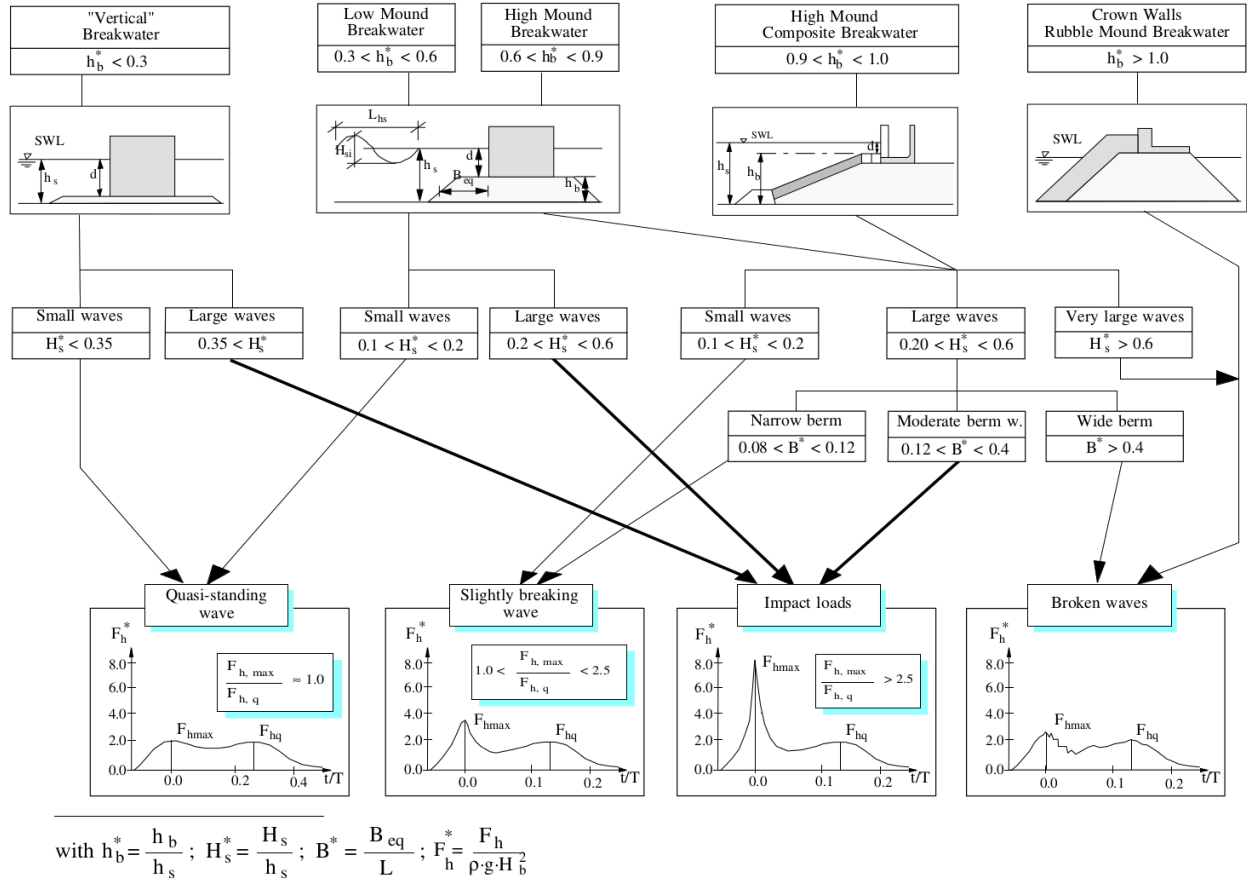 "Vertical"
Breakwater
h*b < 0.3
Low Mound
Breakwater
0.3 < h*b < 0.6
High Mound
Breakwater
0.6 < h*b < 0.9
High Mound
Composite Breakwater
0.9 < h*b < 1.0
Crown Walls
Rubble Mound Breakwater
h*b > 1.0
SWL
hs
d
Lhs
Hsi
d
hs
Beq
hb
SWL
d
hs
hb
SWL
Small waves
H*s < 0.35
Large waves
0.35 < H*s
Small waves
0.1 < H*s < 0.2
Large waves
0.2 < H*s < 0.6
Small waves
0.1 < H*s < 0.2
Large waves
0.20 < H*s < 0.6
Very large waves
H*s > 0.6
Narrow berm
0.08 < B* < 0.12
Moderate berm w.
0.12 < B* < 0.4
Wide berm
B* > 0.4
Quasi-standing
wave
Fh*
8.0
6.0
4.0
2.0
0.0
Fh, max / Fh, q ≈ 1.0
Fhmax
Fhq
0.0 0.2 0.4 t/T
Slightly breaking
wave
Fh*
8.0
6.0
4.0
2.0
0.0
1.0 < Fh, max / Fh, q < 2.5
Fhmax
Fhq
0.0 0.1 0.2 t/T
Impact loads
Fh*
8.0
6.0
4.0
2.0
0.0
Fh, max / Fh, q > 2.5
Fhmax
Fhq
0.0 0.1 0.2 t/T
Broken waves
Fh*
8.0
6.0
4.0
2.0
0.0
Fhmax
Fhq
0.0 0.1 0.2 t/T
with h*b = hb / hs ; H*s = Hs / hs ; B* = Beq / L ; F*h = Fh / ρ·g·H²b